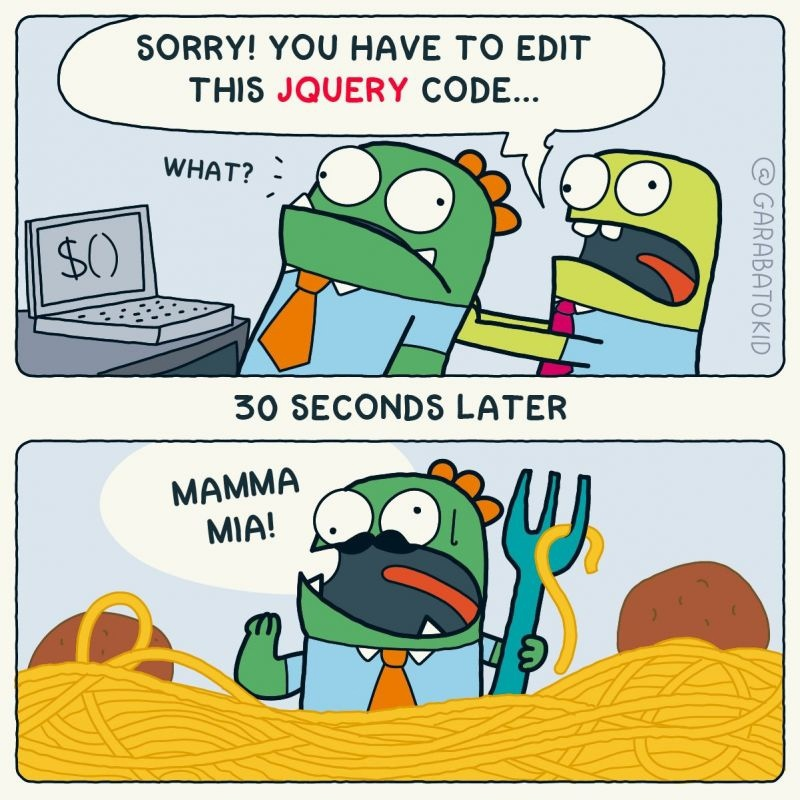 SORRY! YOU HAVE TO EDIT
THIS JQUERY CODE...
WHAT?
$()
@GARABATOKID
30 SECONDS LATER
MAMMA
MIA!